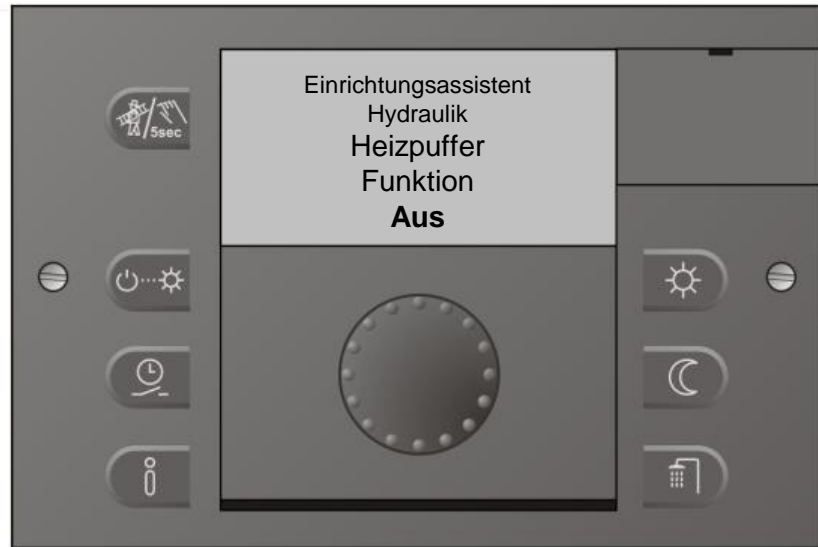 Einrichtungsassistent
Hydraulik
Heizpuffer
Funktion
Aus
5sec